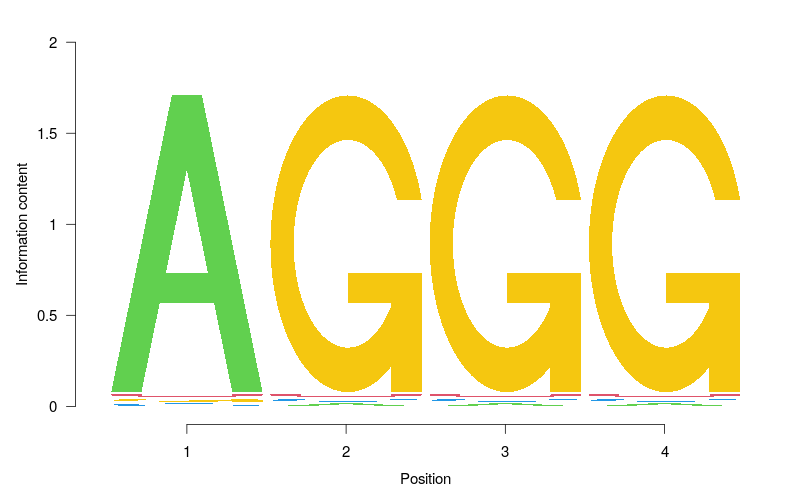 2
1.5
1
0.5
0
Information content
AGGG
1 2 3 4
Position